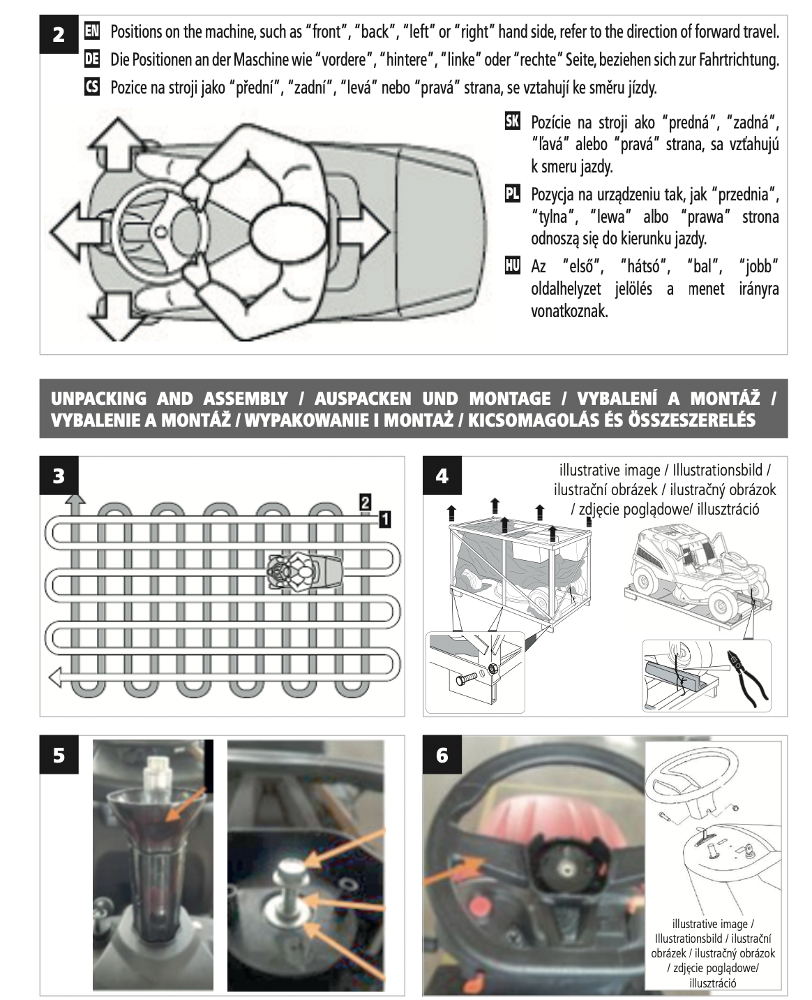 2
EN Positions on the machine, such as “front”, “back”, “left” or “right” hand side, refer to the direction of forward travel.
DE Die Positionen an der Maschine wie “vordere”, “hintere”, “linke” oder “rechte” Seite, beziehen sich zur Fahrtrichtung.
CS Pozice na stroji jako “přední”, “zadní”, “levá” nebo “pravá” strana, se vztahují ke směru jízdy.
SK Pozície na stroji ako “predná”, “zadná”,
“ľavá” alebo “pravá” strana, sa vzťahujú
k smeru jazdy.
PL Pozycja na urządzeniu tak, jak “przednia”,
“tylna”, “lewa” albo “prawa” strona
odnoszą się do kierunku jazdy.
HU Az “első”, “hátsó”, “bal”, “jobb“
oldalhelyzet jelölés a menet irányra
vonatkoznak.
UNPACKING AND ASSEMBLY / AUSPACKEN UND MONTAGE / VYBALENÍ A MONTÁŽ /
VYBALENIE A MONTÁŽ / WYPAKOWANIE I MONTAŻ / KICSOMAGOLÁS ÉS ÖSSZESZERELÉS
3
2
1
4
illustrative image / Illustrationsbild /
ilustrační obrázek / ilustračný obrázok
/ zdjęcie poglądowe/ illusztráció
5
6
illustrative image /
Illustrationsbild / ilustrační
obrázek / ilustračný obrázok
/ zdjęcie poglądowe/
illusztráció